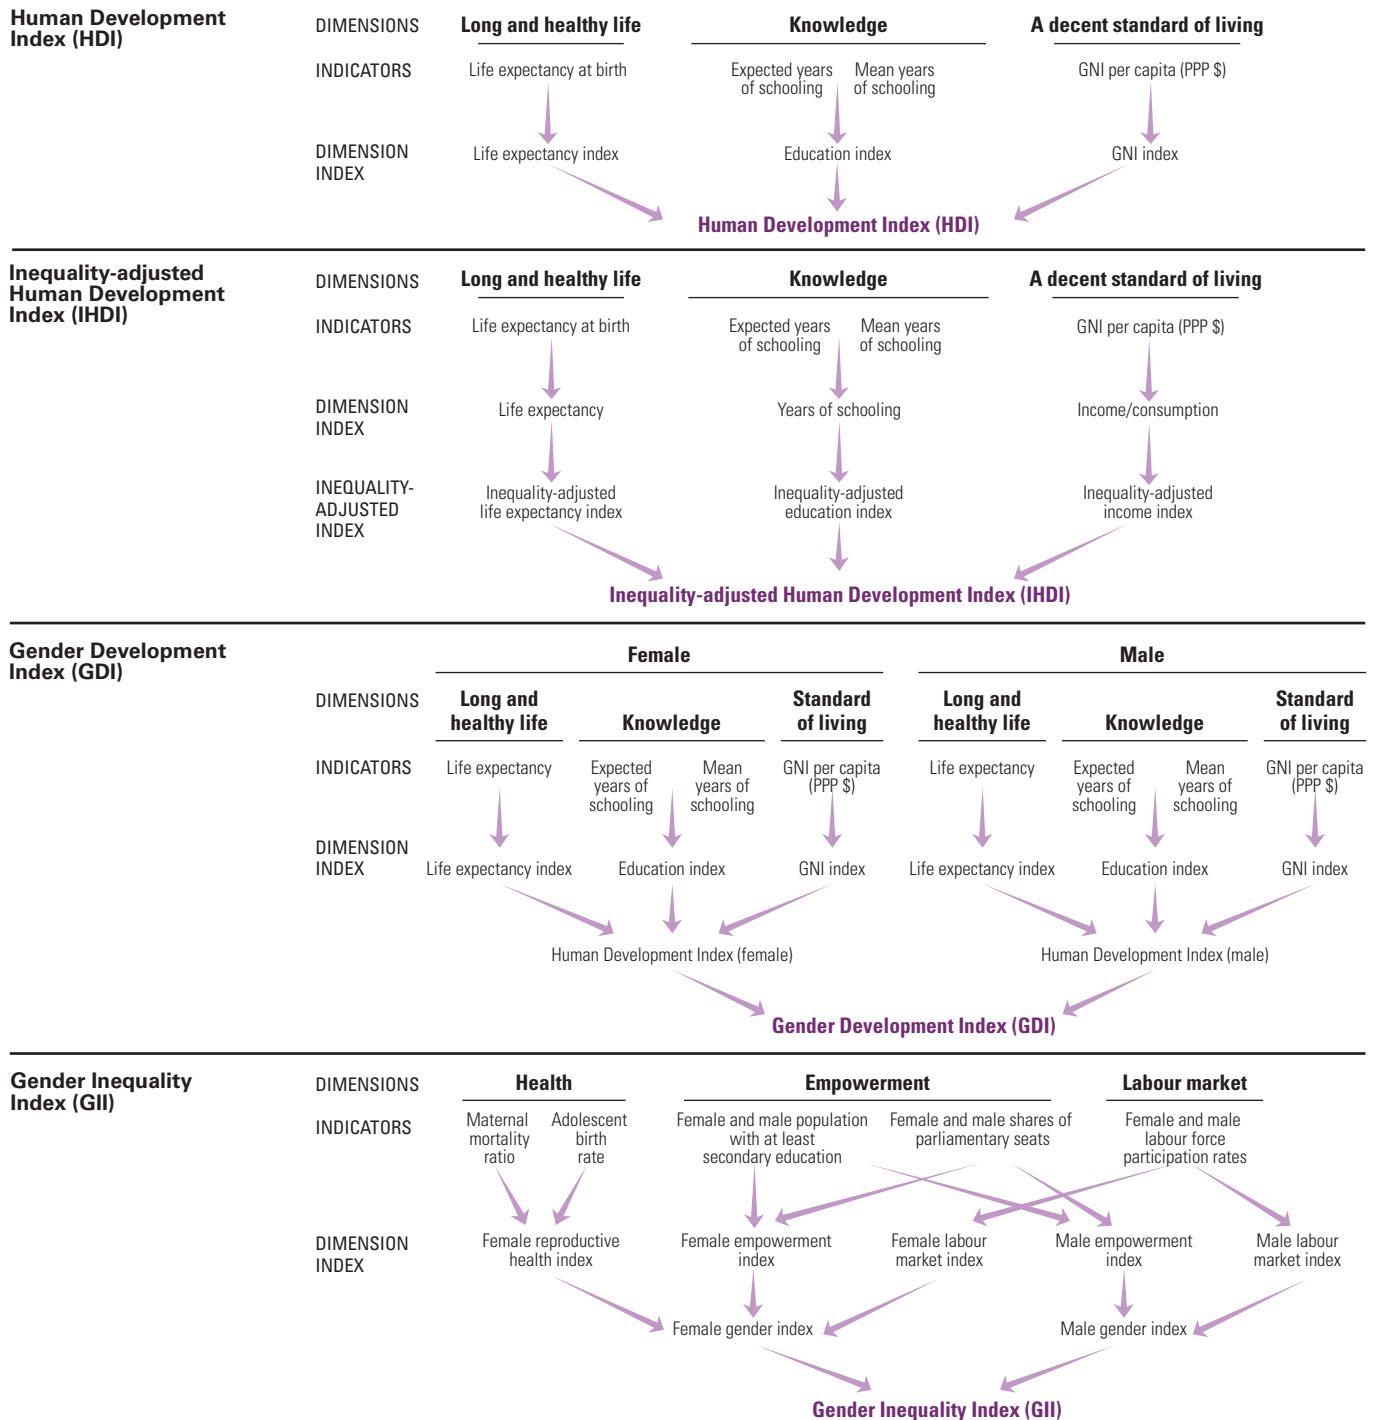 Human Development
Index (HDI)
DIMENSIONS Long and healthy life Knowledge A decent standard of living
INDICATORS Life expectancy at birth Expected years Mean years GNI per capita (PPP $)
of schooling of schooling
DIMENSION Life expectancy index Education index GNI index
INDEX
Human Development Index (HDI)
Inequality-adjusted
Human Development
Index (IHDI)
DIMENSIONS Long and healthy life Knowledge A decent standard of living
INDICATORS Life expectancy at birth Expected years Mean years GNI per capita (PPP $)
of schooling of schooling
DIMENSION Life expectancy Years of schooling Income/consumption
INDEX
INEQUALITY- Inequality-adjusted Inequality-adjusted Inequality-adjusted
ADJUSTED life expectancy index education index income index
INDEX
Inequality-adjusted Human Development Index (IHDI)
Gender Development
Index (GDI)
Female Male
DIMENSIONS Long and Standard Long and Standard
healthy life Knowledge of living healthy life Knowledge of living
INDICATORS Life expectancy Expected Mean GNI per capita Life expectancy Expected Mean GNI per capita
years of years of (PPP $) years of years of (PPP $)
schooling schooling schooling schooling
DIMENSION
INDEX Life expectancy index Education index GNI index Life expectancy index Education index GNI index
Human Development Index (female) Human Development Index (male)
Gender Development Index (GDI)
Gender Inequality
Index (GII)
DIMENSIONS Health Empowerment Labour market
INDICATORS Maternal Adolescent Female and male population Female and male shares of Female and male
mortality birth with at least parliamentary seats labour force
ratio rate secondary education participation rates
DIMENSION Female reproductive Female empowerment Female labour Male empowerment Male labour
INDEX health index index market index index market index
Female gender index Male gender index
Gender Inequality Index (GII)